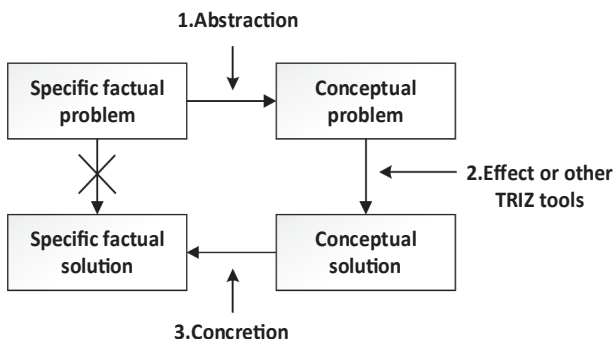 1.Abstraction
Specific factual
problem
Conceptual
problem
2.Effect or other
TRIZ tools
Specific factual
solution
Conceptual
solution
3.Concretion